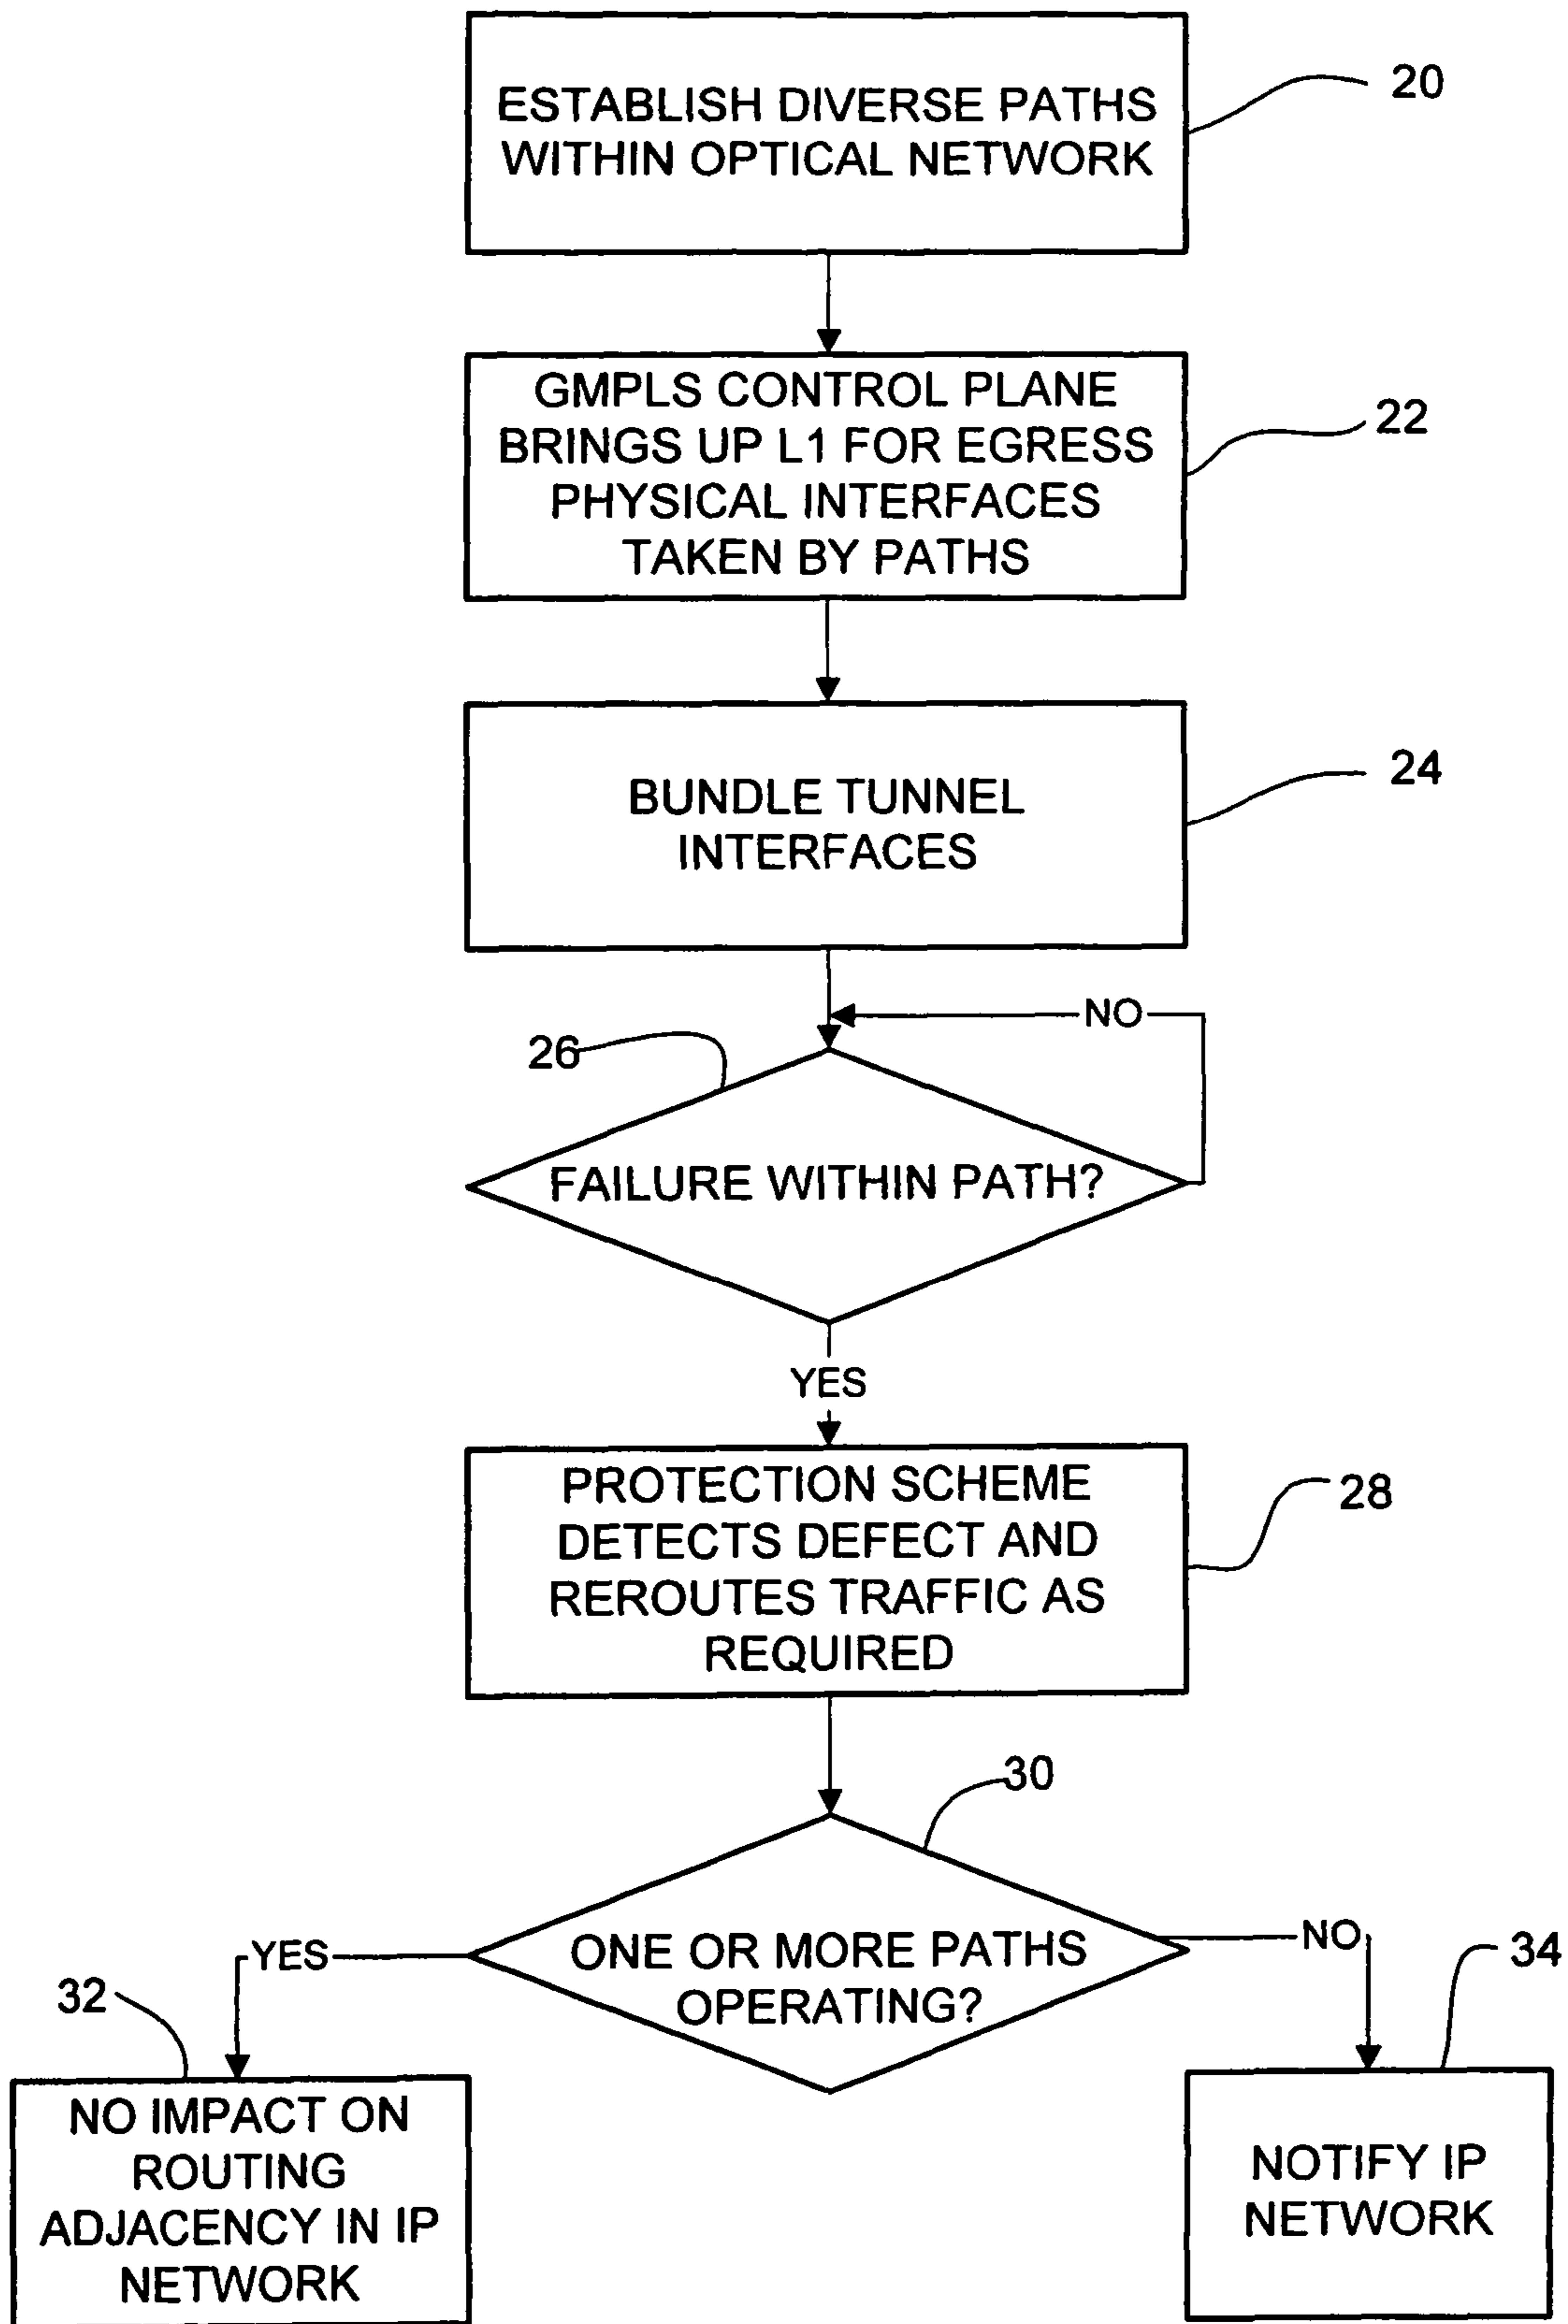 ESTABLISH DIVERSE PATHS
WITHIN OPTICAL NETWORK
20
GMPLS CONTROL PLANE
BRINGS UP L1 FOR EGRESS
PHYSICAL INTERFACES
TAKEN BY PATHS
22
BUNDLE TUNNEL
INTERFACES
24
NO
26
FAILURE WITHIN PATH?
YES
PROTECTION SCHEME
DETECTS DEFECT AND
REROUTES TRAFFIC AS
REQUIRED
28
30
ONE OR MORE PATHS
OPERATING?
YES
NO
32
34
NO IMPACT ON
ROUTING
ADJACENCY IN IP
NETWORK
NOTIFY IP
NETWORK